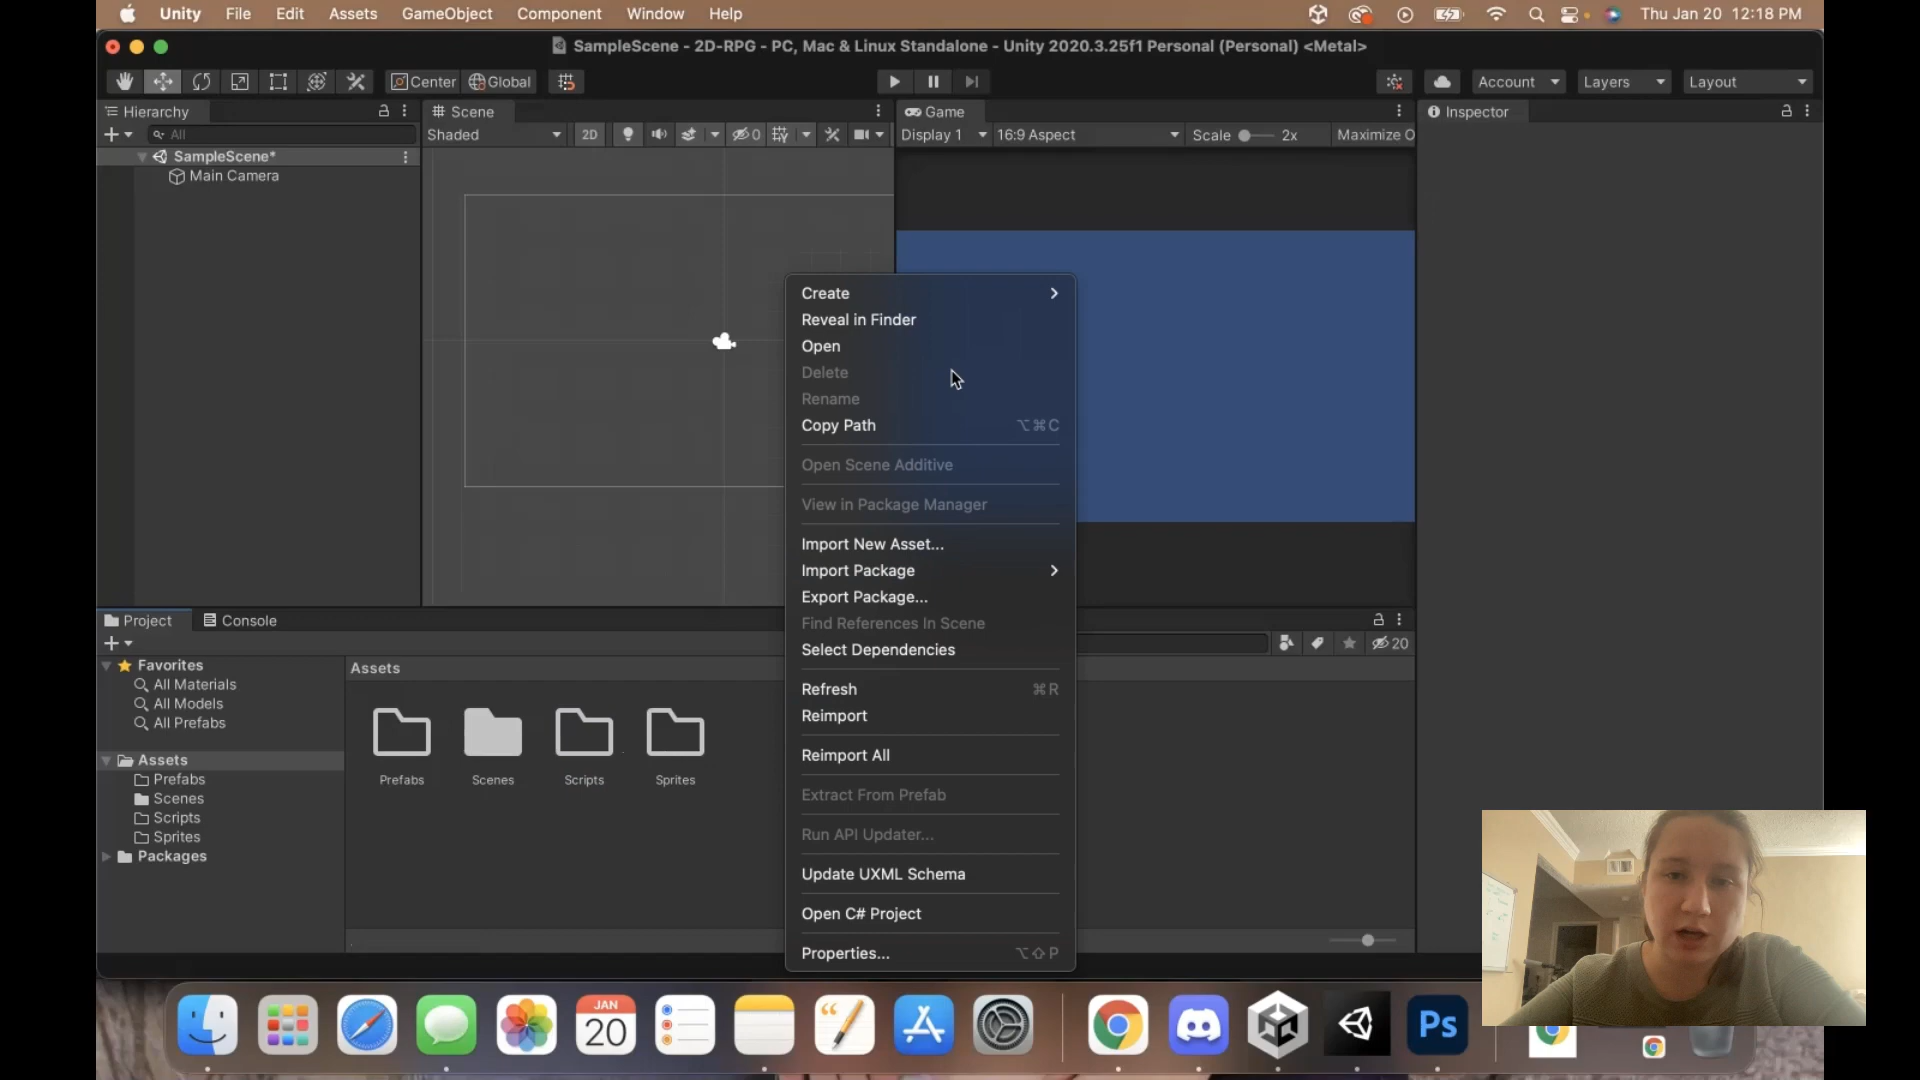 Unity File Edit Assets GameObject Component Window Help Thu Jan 20 12:18 PM
SampleScene - 2D-RPG - PC, Mac & Linux Standalone - Unity 2020.3.25f1 Personal (Personal) <Metal>
Center Global Account Layers Layout
Hierarchy Scene Game Inspector
All Shaded 2D 0 Display 1 16:9 Aspect Scale 2x Maximize O
SampleScene*
Main Camera
Create
Reveal in Finder
Open
Delete
Rename
Copy Path ⌥⌘C
Open Scene Additive
View in Package Manager
Import New Asset...
Import Package
Export Package...
Find References In Scene
Select Dependencies
Refresh ⌘R
Reimport
Reimport All
Extract From Prefab
Run API Updater...
Update UXML Schema
Open C# Project
Properties... ⌥⇧P
Project Console
20
Favorites
All Materials
All Models
All Prefabs
Assets
Prefabs
Scenes
Scripts
Sprites
Packages
Assets
Prefabs Scenes Scripts Sprites
JAN
20
Ps